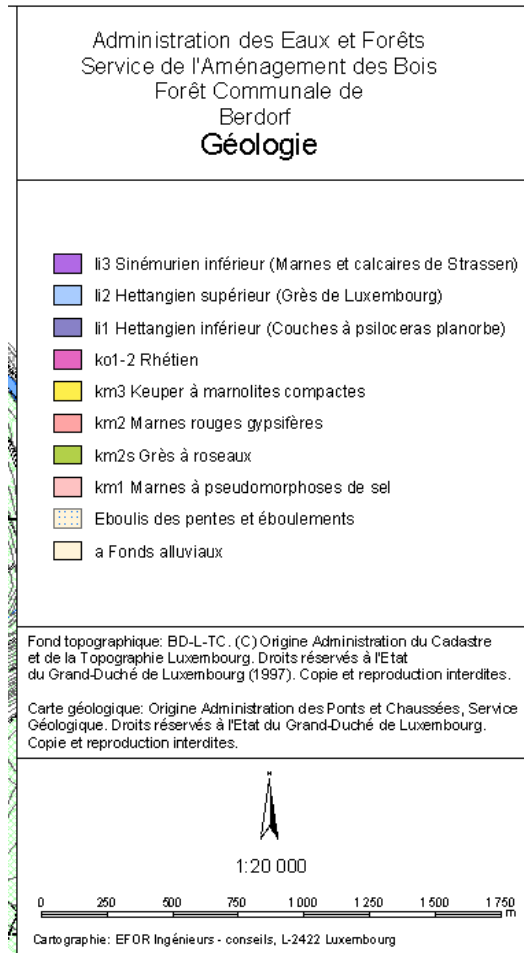 Administration des Eaux et Forêts
Service de l'Aménagement des Bois
Forêt Communale de
Berdorf
Géologie
li3 Sinémurien inférieur (Marnes et calcaires de Strassen)
li2 Hettangien supérieur (Grès de Luxembourg)
li1 Hettangien inférieur (Couches à psiloceras planorbe)
ko1-2 Rhétien
km3 Keuper à marnolites compactes
km2 Marnes rouges gypsifères
km2s Grès à roseaux
km1 Marnes à pseudomorphoses de sel
Eboulis des pentes et éboulements
a Fonds alluviaux
Fond topographique: BD-L-TC. (C) Origine Administration du Cadastre
et de la Topographie Luxembourg. Droits réservés à l'Etat
du Grand-Duché de Luxembourg (1997). Copie et reproduction interdites.
Carte géologique: Origine Administration des Ponts et Chaussées, Service
Géologique. Droits réservés à l'Etat du Grand-Duché de Luxembourg.
Copie et reproduction interdites.
N
1:20 000
0 250 500 750 1 000 1 250 1 500 1 750
m
Cartographie: EFOR Ingénieurs - conseils, L-2422 Luxembourg